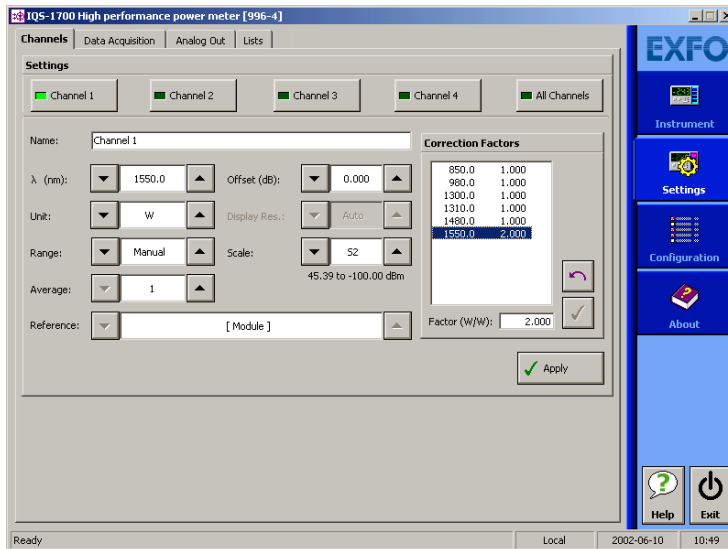 IQS-1700 High performance power meter [996-4]
Channels Data Acquisition Analog Out Lists
Settings
Channel 1 Channel 2 Channel 3 Channel 4 All Channels
Name: Channel 1
λ (nm): 1550.0 Offset (dB): 0.000
Unit: W Display Res.: Auto
Range: Manual Scale: S2
45.39 to -100.00 dBm
Average: 1
Reference: [ Module ]
Correction Factors
850.0 1.000
980.0 1.000
1300.0 1.000
1310.0 1.000
1480.0 1.000
1550.0 2.000
Factor (W/W): 2.000
Apply
EXFO
Instrument
Settings
Configuration
About
Help Exit
Ready Local 2002-06-10 10:49